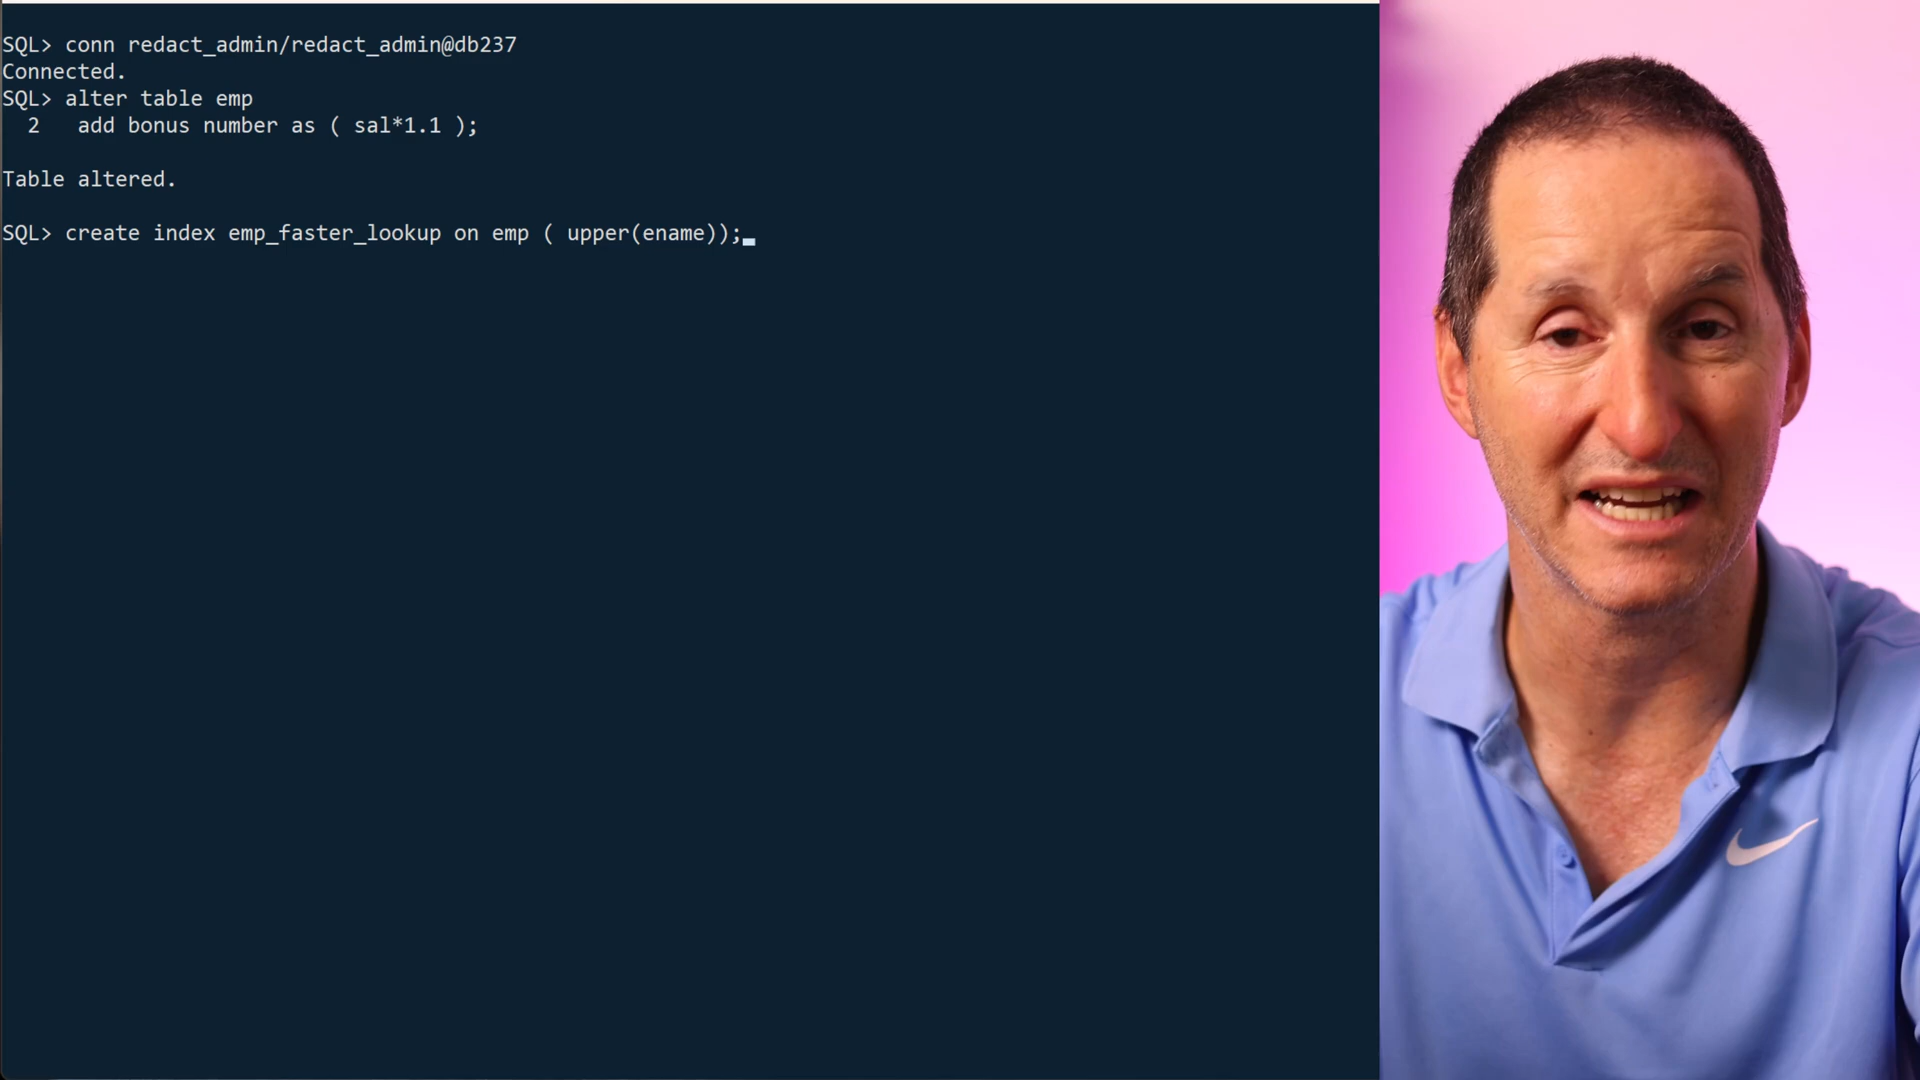 SQL> conn redact_admin/redact_admin@db237
Connected.
SQL> alter table emp
  2   add bonus number as ( sal*1.1 );
Table altered.
SQL> create index emp_faster_lookup on emp ( upper(ename));